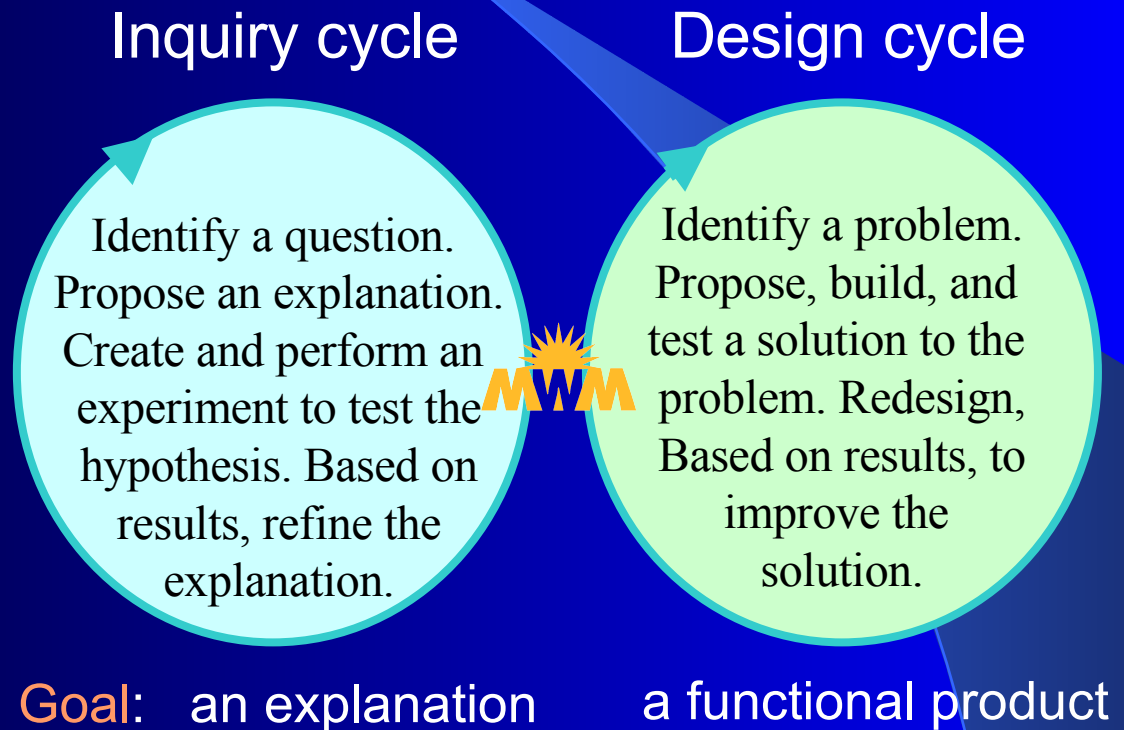 Inquiry cycle
Design cycle
Identify a question.
Propose an explanation.
Create and perform an
experiment to test the
hypothesis. Based on
results, refine the
explanation.
MWM
Identify a problem.
Propose, build, and
test a solution to the
problem. Redesign,
Based on results, to
improve the
solution.
Goal: an explanation
a functional product